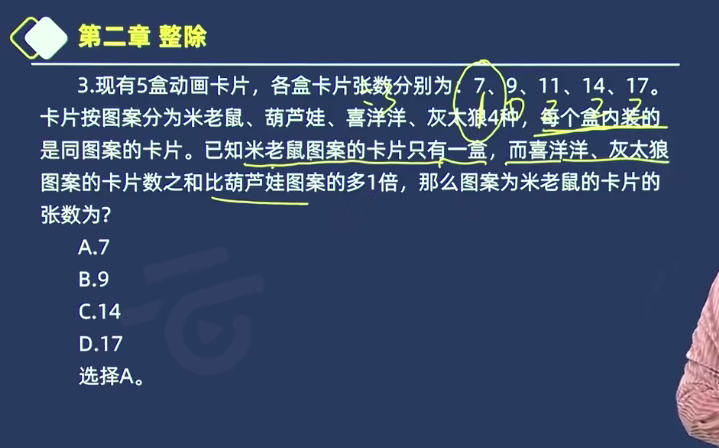 第二章 整除
3.现有5盒动画卡片，各盒卡片张数分别为：7、9、11、14、17。
卡片按图案分为米老鼠、葫芦娃、喜洋洋、灰太狼4种，每个盒内装的
是同图案的卡片。已知米老鼠图案的卡片只有一盒，而喜洋洋、灰太狼
图案的卡片数之和比葫芦娃图案的多1倍，那么图案为米老鼠的卡片的
张数为？
A.7
B.9
C.14
D.17
选择A。